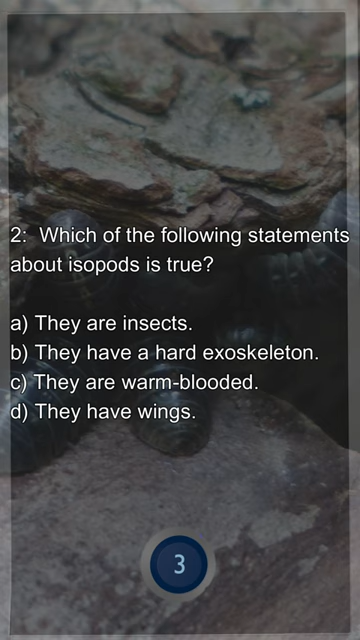 2:  Which of the following statements
about isopods is true?
a) They are insects.
b) They have a hard exoskeleton.
c) They are warm-blooded.
d) They have wings.
3